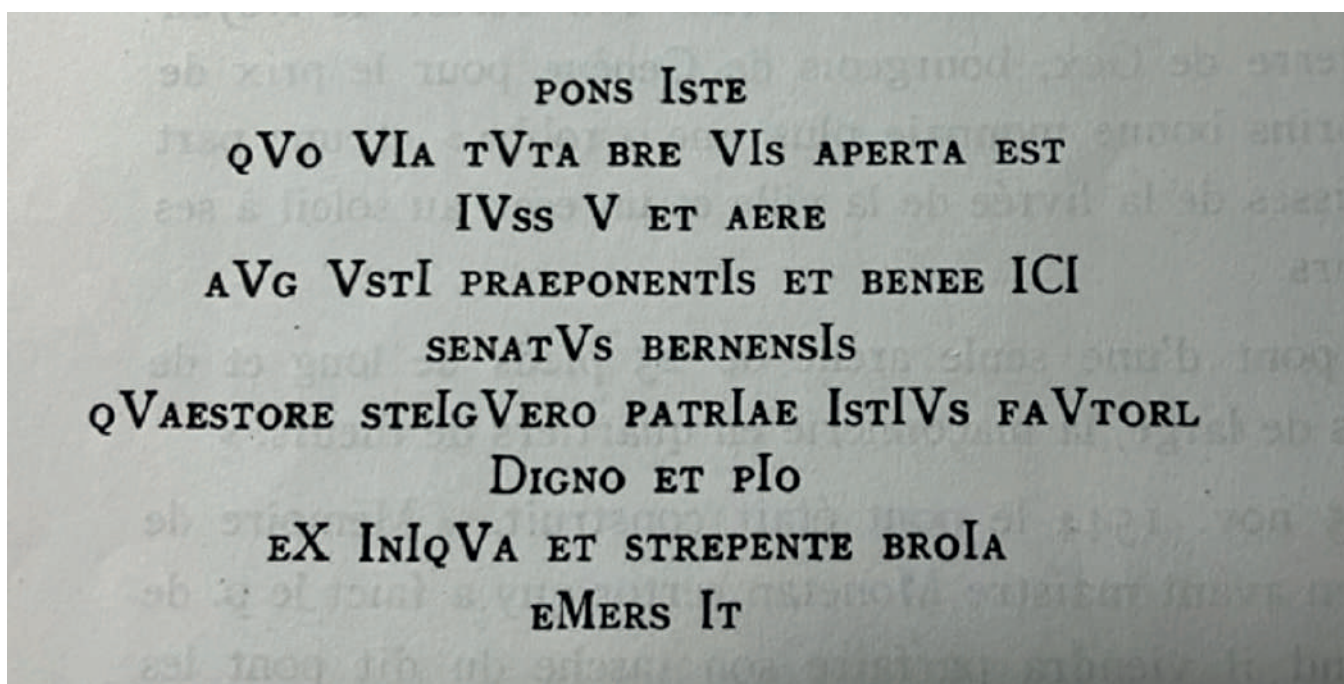 PONS ISTE
QVO VIA TVTA BRE VIS APERTA EST
IVSS V ET AERE
AVG VSTI PRAEPONENTIS ET BENEE ICI
SENATVS BERNENSIS
QVAESTORE STEIGVERO PATRIAE ISTIVS FAVTORL
DIGNO ET PIO
EX INIQVA ET STREPENTE BROIA
EMERS IT